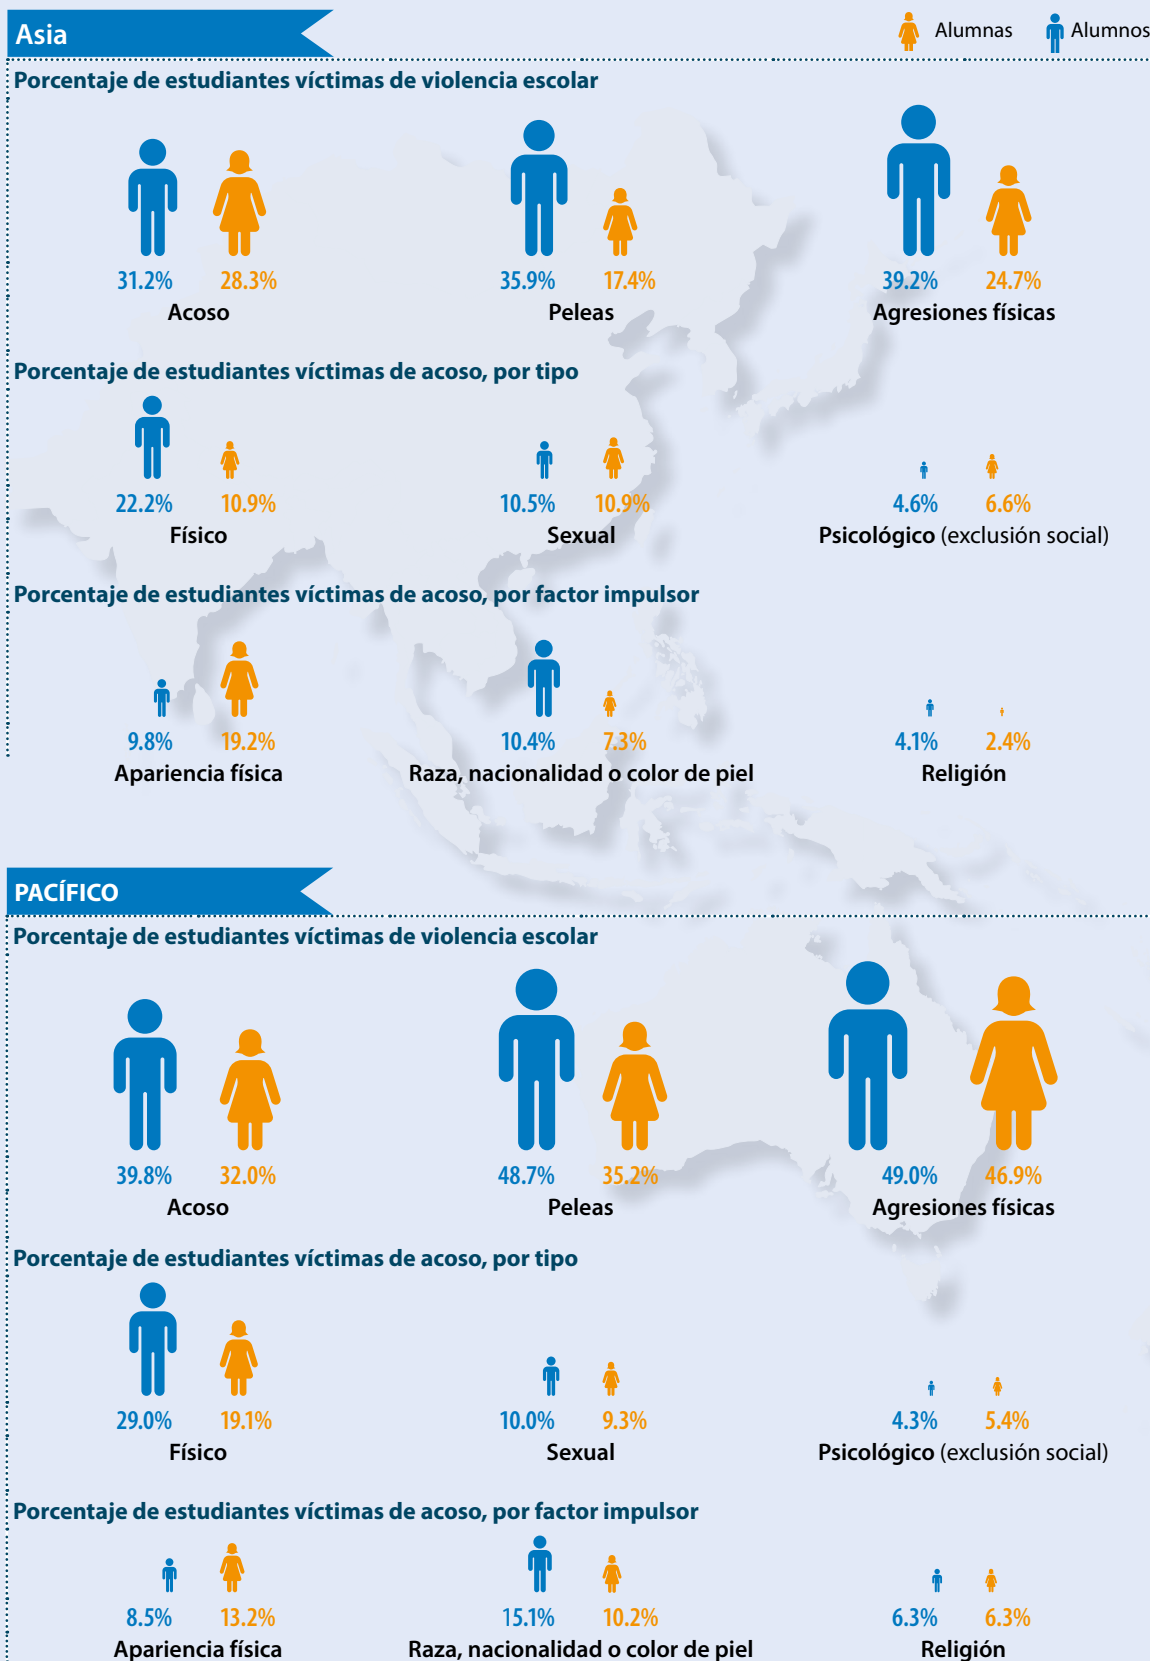 Asia
Alumnas Alumnos
Porcentaje de estudiantes víctimas de violencia escolar
31.2% 28.3% 35.9% 17.4% 39.2% 24.7%
Acoso Peleas Agresiones físicas
Porcentaje de estudiantes víctimas de acoso, por tipo
22.2% 10.9% 10.5% 10.9% 4.6% 6.6%
Físico Sexual Psicológico (exclusión social)
Porcentaje de estudiantes víctimas de acoso, por factor impulsor
9.8% 19.2% 10.4% 7.3% 4.1% 2.4%
Apariencia física Raza, nacionalidad o color de piel Religión
PACÍFICO
Porcentaje de estudiantes víctimas de violencia escolar
39.8% 32.0% 48.7% 35.2% 49.0% 46.9%
Acoso Peleas Agresiones físicas
Porcentaje de estudiantes víctimas de acoso, por tipo
29.0% 19.1% 10.0% 9.3% 4.3% 5.4%
Físico Sexual Psicológico (exclusión social)
Porcentaje de estudiantes víctimas de acoso, por factor impulsor
8.5% 13.2% 15.1% 10.2% 6.3% 6.3%
Apariencia física Raza, nacionalidad o color de piel Religión